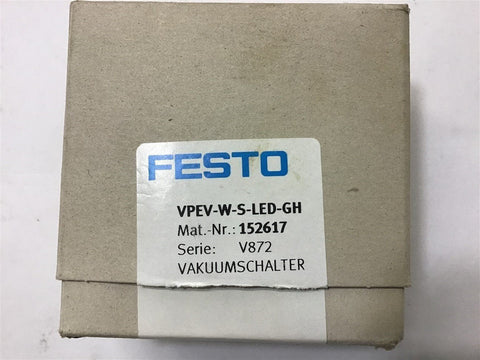 FESTO
VPEV-W-S-LED-GH
Mat.-Nr.: 152617
Serie: V872
VAKUUMSCHALTER